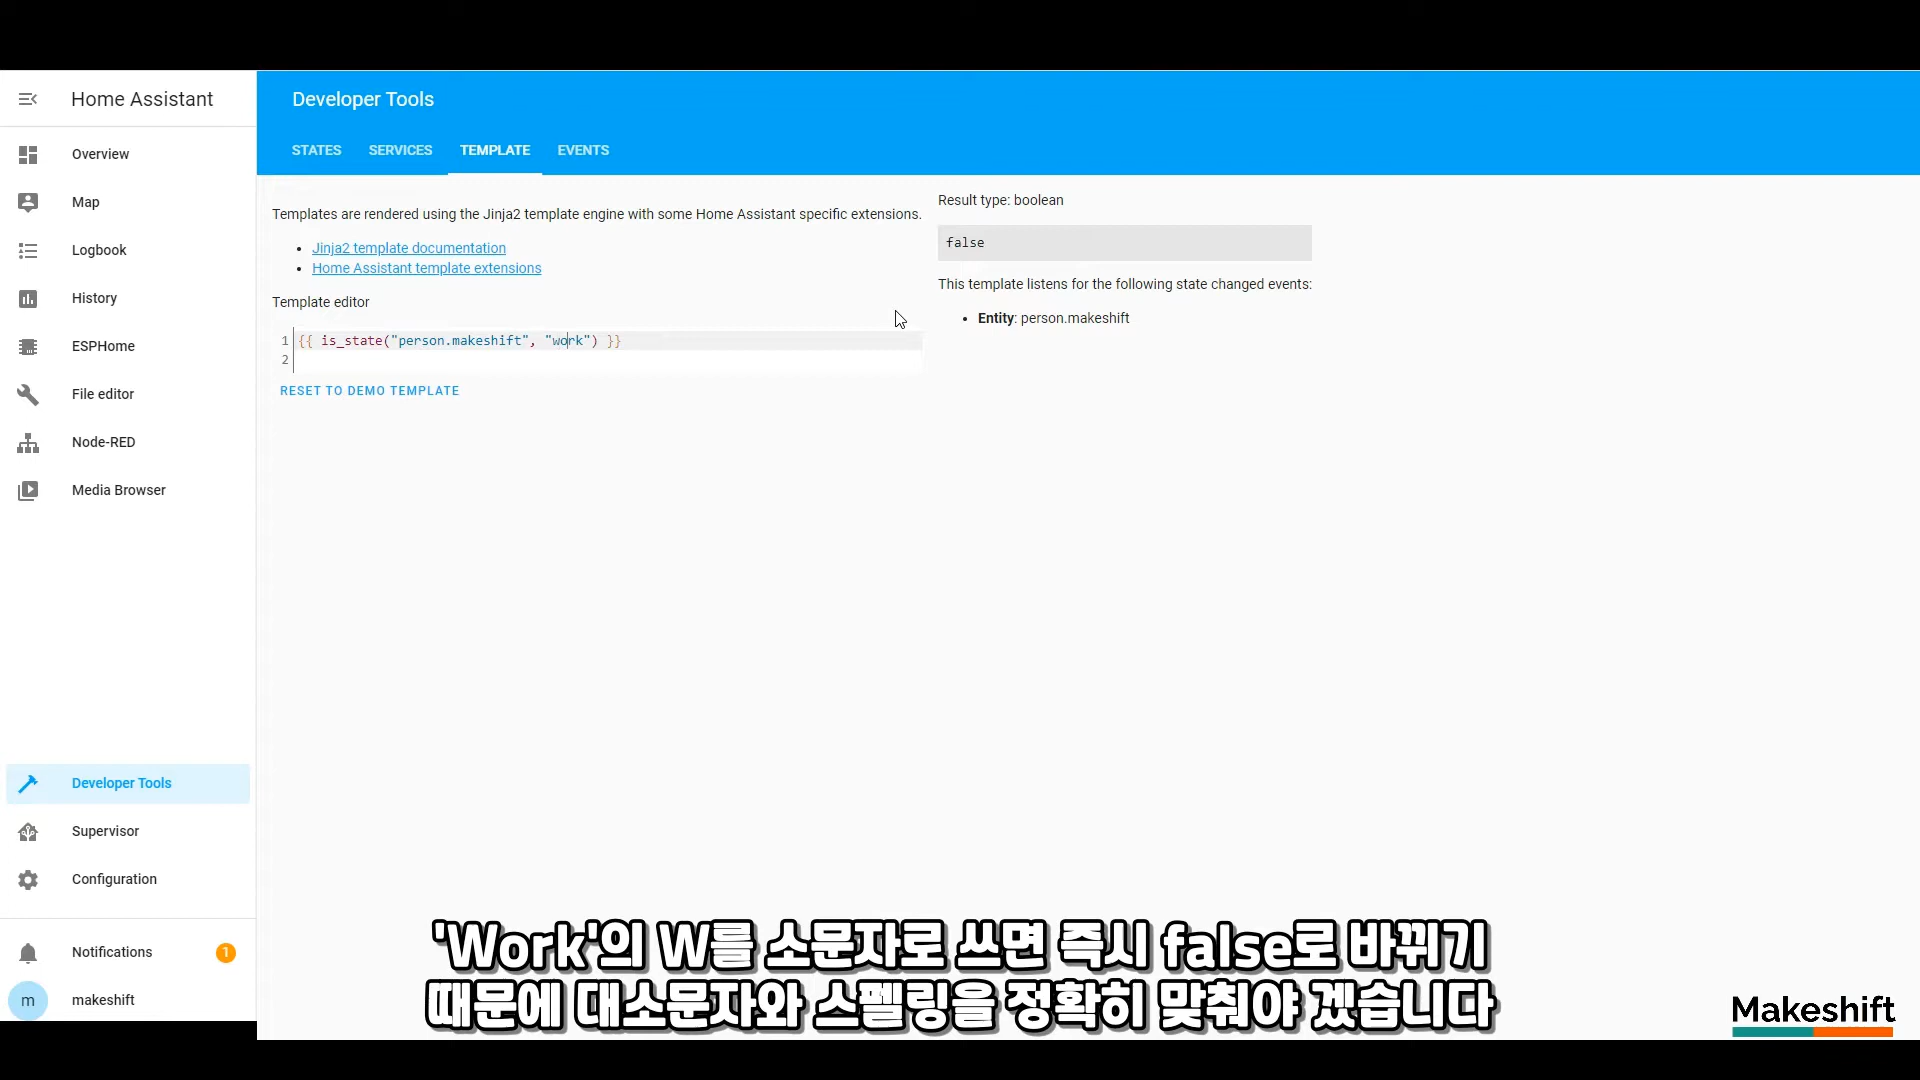 Home Assistant
Overview
Map
Logbook
History
ESPHome
File editor
Node-RED
Media Browser
Developer Tools
Supervisor
Configuration
Notifications
1
m
makeshift
Developer Tools
STATES SERVICES TEMPLATE EVENTS
Templates are rendered using the Jinja2 template engine with some Home Assistant specific extensions.
• Jinja2 template documentation
• Home Assistant template extensions
Template editor
1 {{ is_state("person.makeshift", "work") }}
2
RESET TO DEMO TEMPLATE
Result type: boolean
false
This template listens for the following state changed events:
• Entity: person.makeshift
'Work'의 W를 소문자로 쓰면 즉시 false로 바뀌기
때문에 대소문자와 스펠링을 정확히 맞춰야 겠습니다
Makeshift